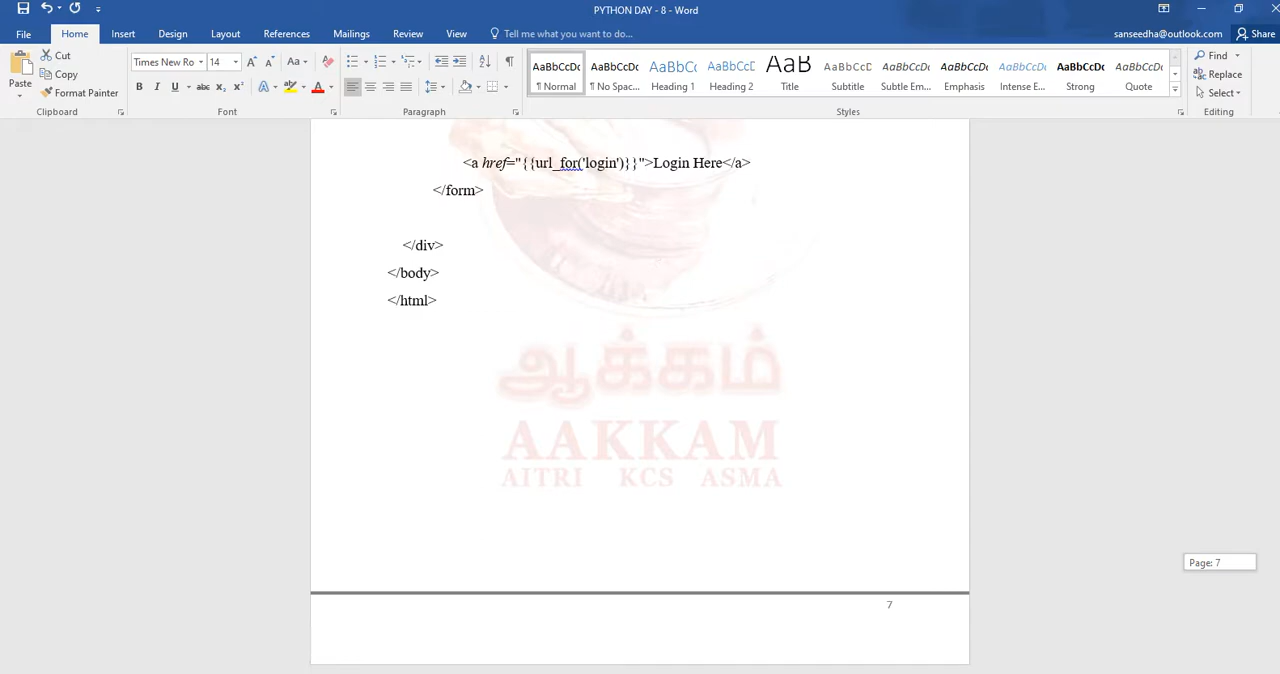 PYTHON DAY - 8 - Word
File Home Insert Design Layout References Mailings Review View Tell me what you want to do... sanseedha@outlook.com Share
Paste Cut Copy Format Painter
Times New Ro 14
AaBbCcDc AaBbCcDc AaBbCc AaBbCcD AaB AaBbCcD AaBbCcDc AaBbCcDc AaBbCcDc AaBbCcDc AaBbCcDc
¶ Normal ¶ No Spac... Heading 1 Heading 2 Title Subtitle Subtle Em... Emphasis Intense E... Strong Quote
Find
Replace
Select
Clipboard Font Paragraph Styles Editing
<a href="{{url_for('login')}}">Login Here</a>
</form>
</div>
</body>
</html>
ஆக்கம்
AAKKAM
AITRI KCS ASMA
Page: 7
7